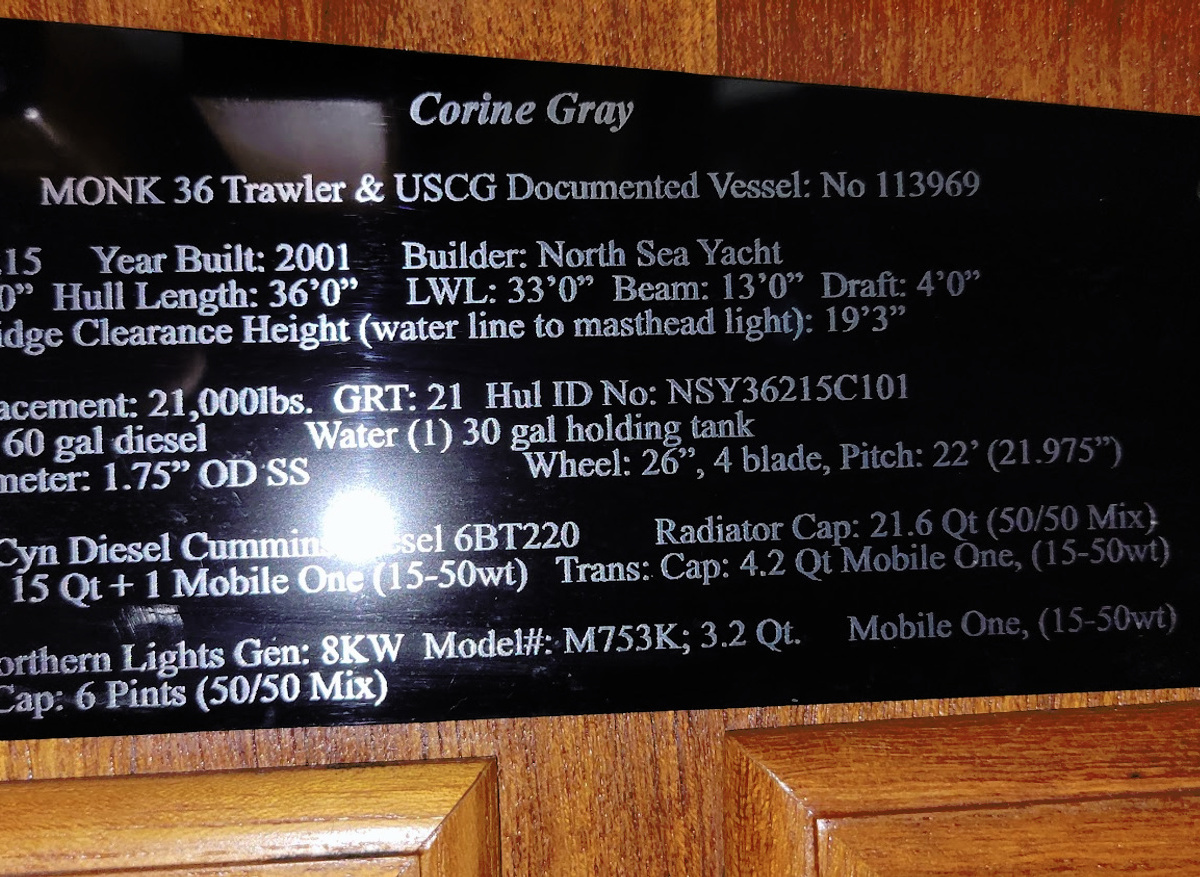 Corine Gray
MONK 36 Trawler & USCG Documented Vessel: No 113969
.15 Year Built: 2001 Builder: North Sea Yacht
0” Hull Length: 36’0” LWL: 33’0” Beam: 13’0” Draft: 4’0”
idge Clearance Height (water line to masthead light): 19’3”
acement: 21,000lbs. GRT: 21 Hul ID No: NSY36215C101
60 gal diesel Water (1) 30 gal holding tank
meter: 1.75” OD SS Wheel: 26”, 4 blade, Pitch: 22’ (21.975”)
Cyn Diesel Cummin esel 6BT220 Radiator Cap: 21.6 Qt (50/50 Mix)
15 Qt + 1 Mobile One (15-50wt) Trans: Cap: 4.2 Qt Mobile One, (15-50wt)
orthern Lights Gen: 8KW Model#: M753K; 3.2 Qt. Mobile One, (15-50wt)
Cap: 6 Pints (50/50 Mix)